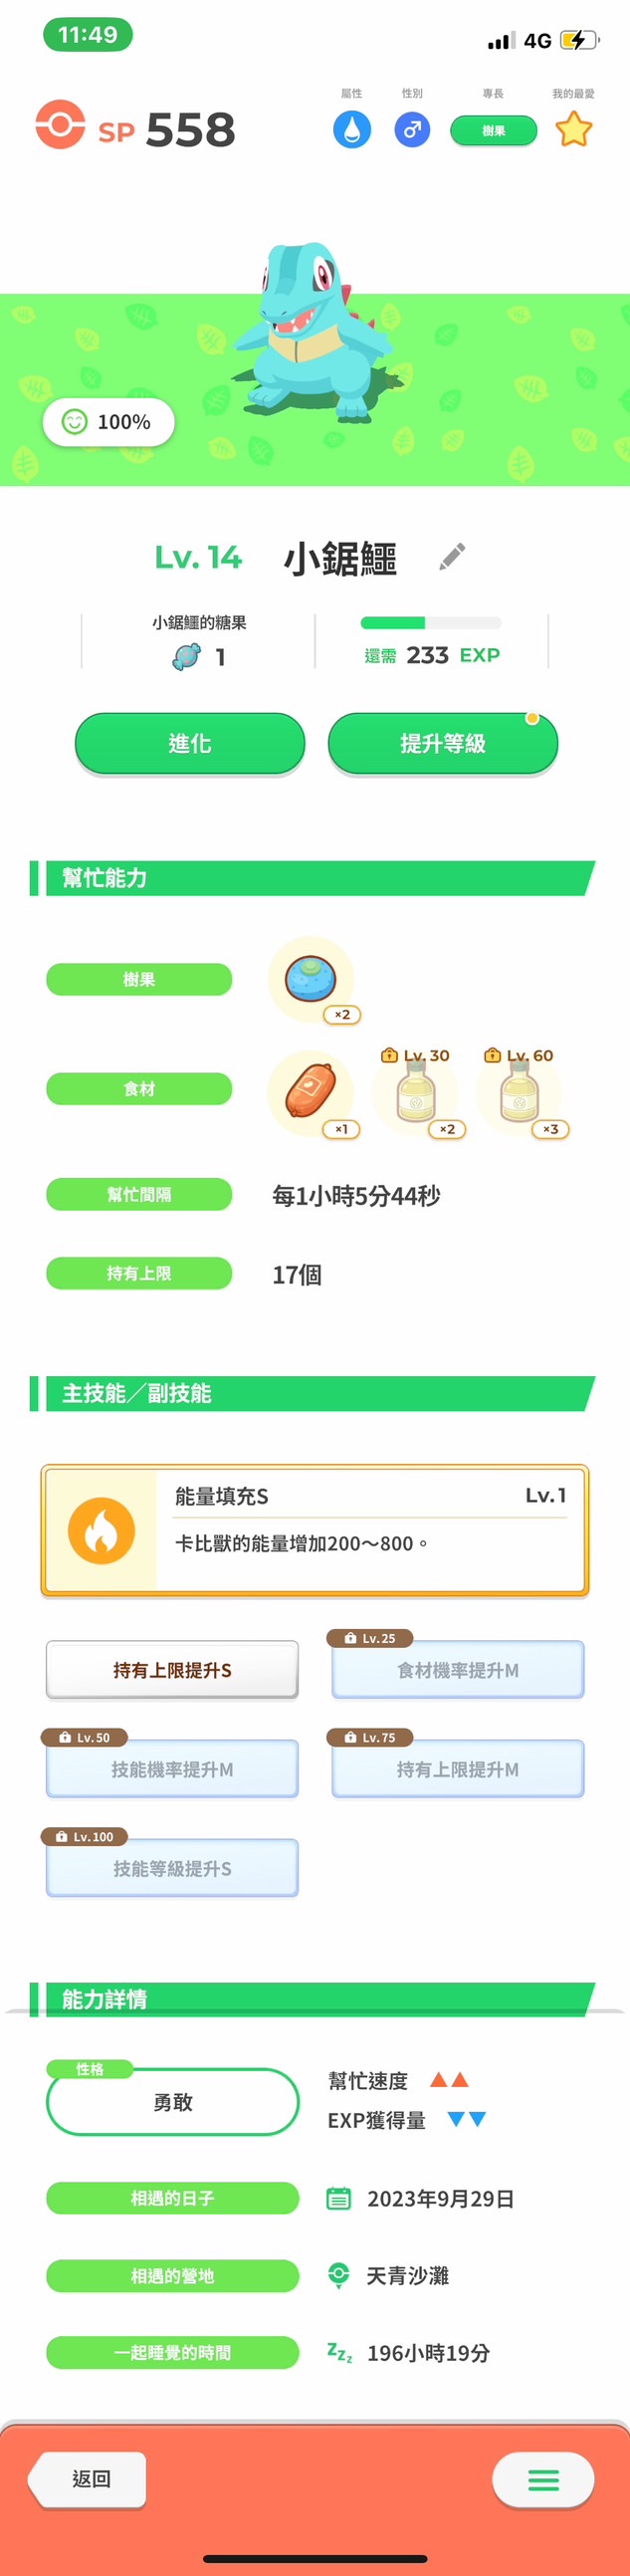 11:49
4G
屬性
性別
專長
我的最愛
SP 558
樹果
100%
Lv. 14 小鋸鱷
小鋸鱷的糖果
1
還需 233 EXP
進化
提升等級
幫忙能力
樹果
×2
食材
×1
Lv. 30
×2
Lv. 60
×3
幫忙間隔
每1小時5分44秒
持有上限
17個
主技能／副技能
能量填充S
Lv. 1
卡比獸的能量增加200～800。
持有上限提升S
Lv. 25
食材機率提升M
Lv. 50
技能機率提升M
Lv. 75
持有上限提升M
Lv. 100
技能等級提升S
能力詳情
性格
勇敢
幫忙速度 ▲▲
EXP獲得量 ▼▼
相遇的日子
2023年9月29日
相遇的營地
天青沙灘
一起睡覺的時間
zzz 196小時19分
返回